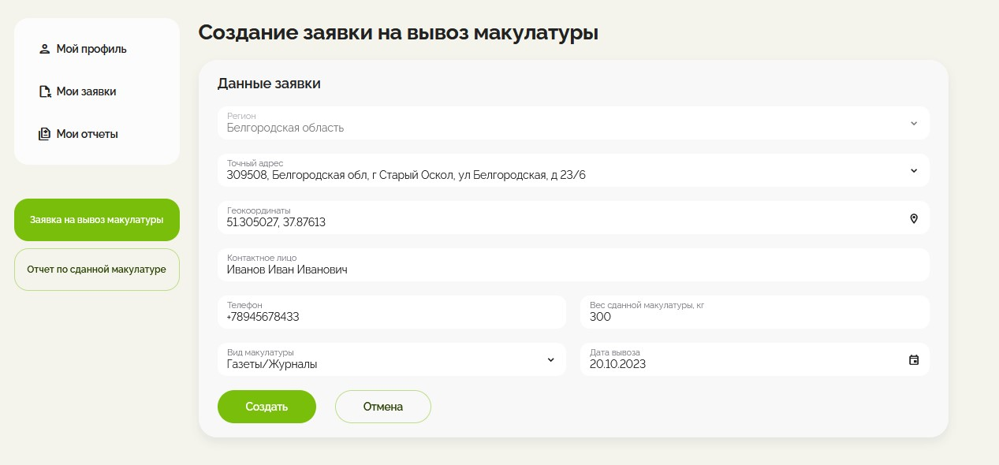 Мой профиль
Мои заявки
Мои отчеты
Заявка на вывоз макулатуры
Отчет по сданной макулатуре
Создание заявки на вывоз макулатуры
Данные заявки
Регион
Белгородская область
Точный адрес
309508, Белгородская обл, г Старый Оскол, ул Белгородская, д 23/6
Геокоординаты
51.305027, 37.87613
Контактное лицо
Иванов Иван Иванович
Телефон
+78945678433
Вес сданной макулатуры, кг
300
Вид макулатуры
Газеты/Журналы
Дата вывоза
20.10.2023
Создать
Отмена